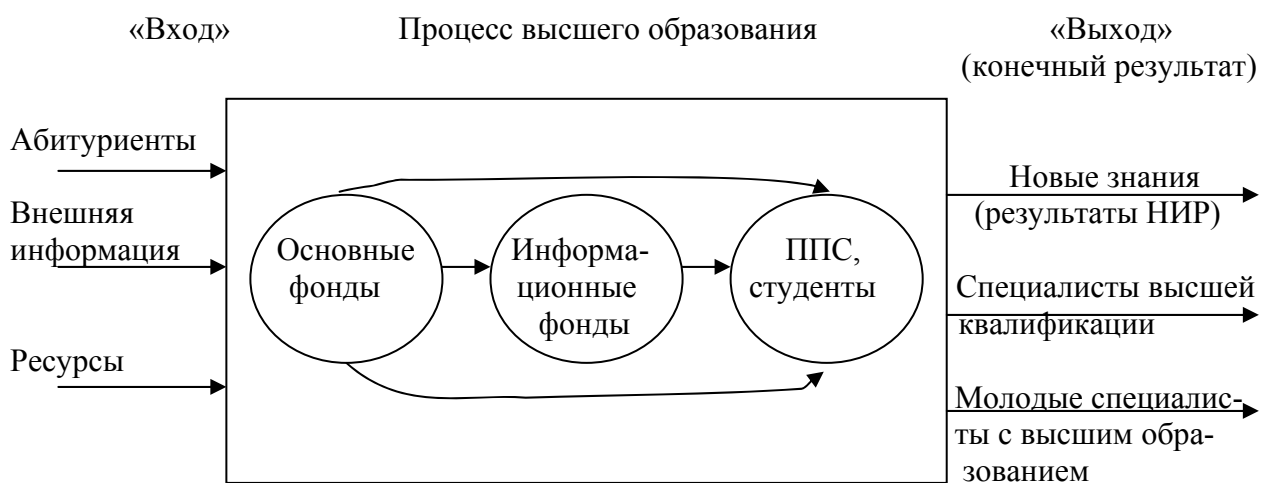 «Вход»
Процесс высшего образования
«Выход»
(конечный результат)
Абитуриенты
Внешняя
информация
Ресурсы
Основные
фонды
Информа-
ционные
фонды
ППС,
студенты
Новые знания
(результаты НИР)
Специалисты высшей
квалификации
Молодые специалис-
ты с высшим обра-
зованием